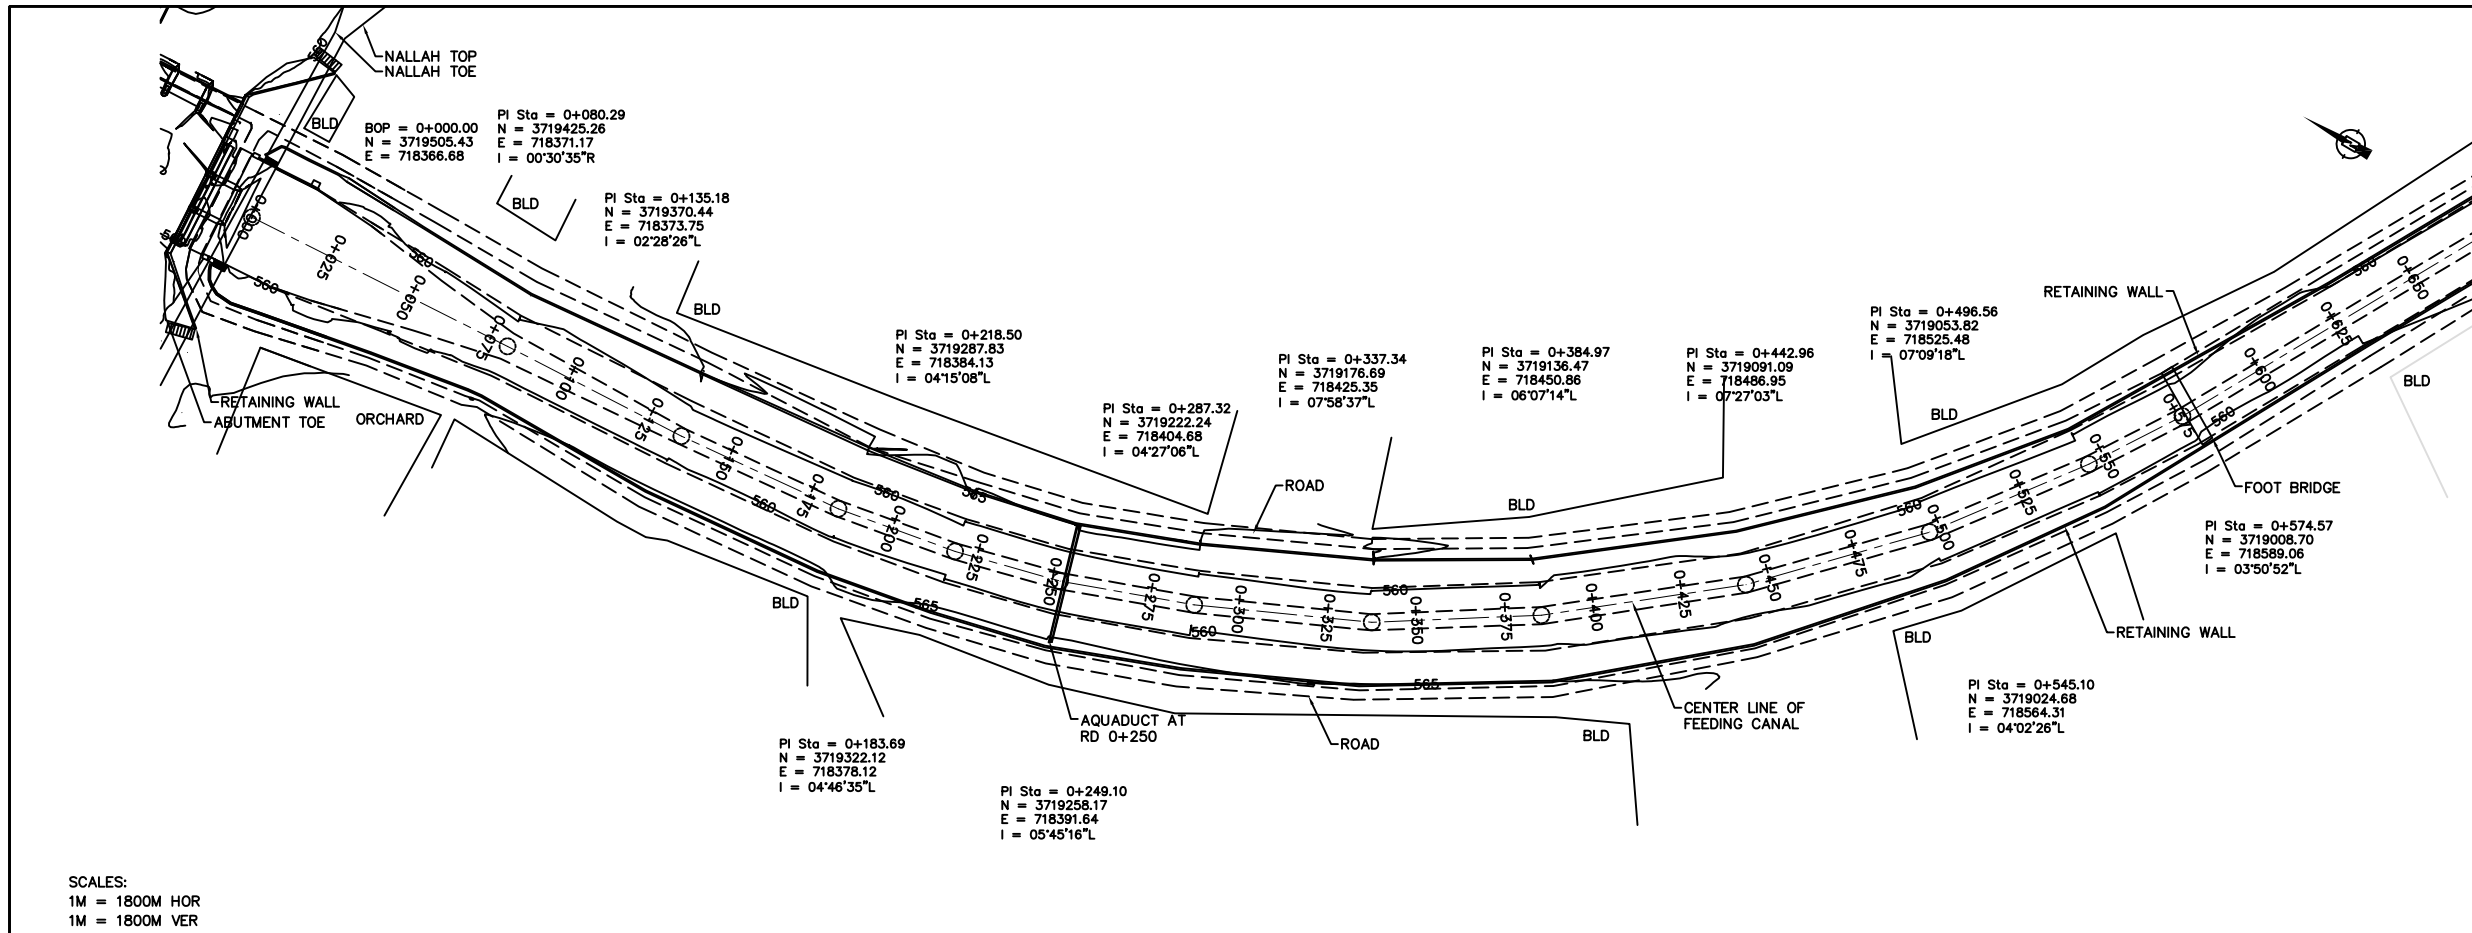 NALLAH TOP
NALLAH TOE
BLD
BOP = 0+000.00
N = 3719505.43
E = 718366.68
PI Sta = 0+080.29
N = 3719425.26
E = 718371.17
I = 00°30'35"R
BLD
PI Sta = 0+135.18
N = 3719370.44
E = 718373.75
I = 02°28'26"L
BLD
PI Sta = 0+218.50
N = 3719287.83
E = 718384.13
I = 04°15'08"L
PI Sta = 0+287.32
N = 3719222.24
E = 718404.68
I = 04°27'06"L
PI Sta = 0+337.34
N = 3719176.69
E = 718425.35
I = 07°58'37"L
PI Sta = 0+384.97
N = 3719136.47
E = 718450.86
I = 06°07'14"L
PI Sta = 0+442.96
N = 3719091.09
E = 718486.95
I = 07°27'03"L
PI Sta = 0+496.56
N = 3719053.82
E = 718525.48
I = 07°09'18"L
RETAINING WALL
BLD
BLD
ROAD
BLD
FOOT BRIDGE
PI Sta = 0+574.57
N = 3719008.70
E = 718589.06
I = 03°50'52"L
0+000
0+025
0+050
0+075
0+100
0+125
0+150
0+175
0+200
0+225
0+250
0+275
0+300
0+325
0+350
0+375
0+400
0+425
0+450
0+475
0+500
0+525
0+550
0+575
0+600
0+625
0+650
560
560
560
560
565
565
560
560
565
560
560
560
RETAINING WALL
ABUTMENT TOE
ORCHARD
BLD
BLD
RETAINING WALL
PI Sta = 0+545.10
N = 3719024.68
E = 718564.31
I = 04°02'26"L
CENTER LINE OF
FEEDING CANAL
BLD
ROAD
AQUADUCT AT
RD 0+250
PI Sta = 0+183.69
N = 3719322.12
E = 718378.12
I = 04°46'35"L
PI Sta = 0+249.10
N = 3719258.17
E = 718391.64
I = 05°45'16"L
SCALES:
1M = 1800M HOR
1M = 1800M VER